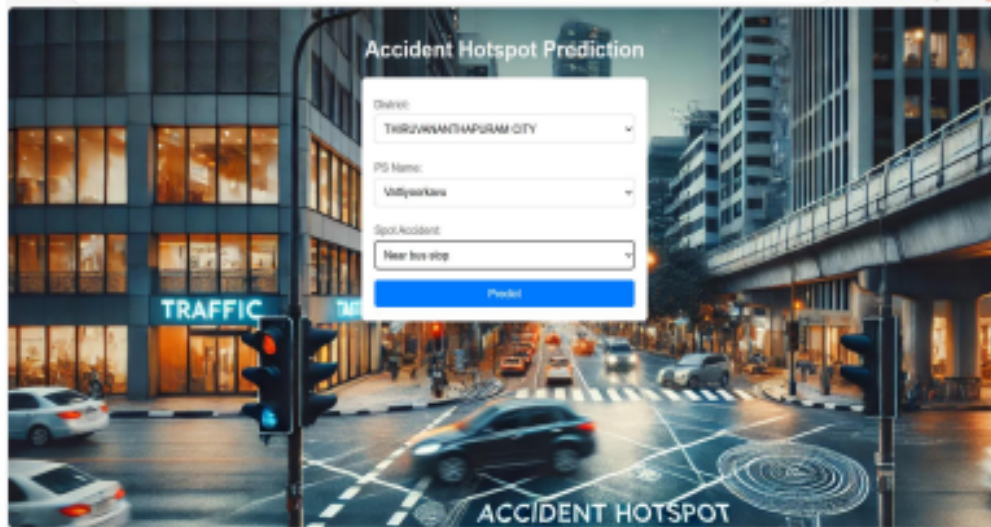 Accident Hotspot Prediction
District:
THIRUVANANTHAPURAM CITY
PS Name:
Vattiyoorkavu
Spot Accident:
Near bus stop
Predict
TRAFFIC
ACCIDENT HOTSPOT